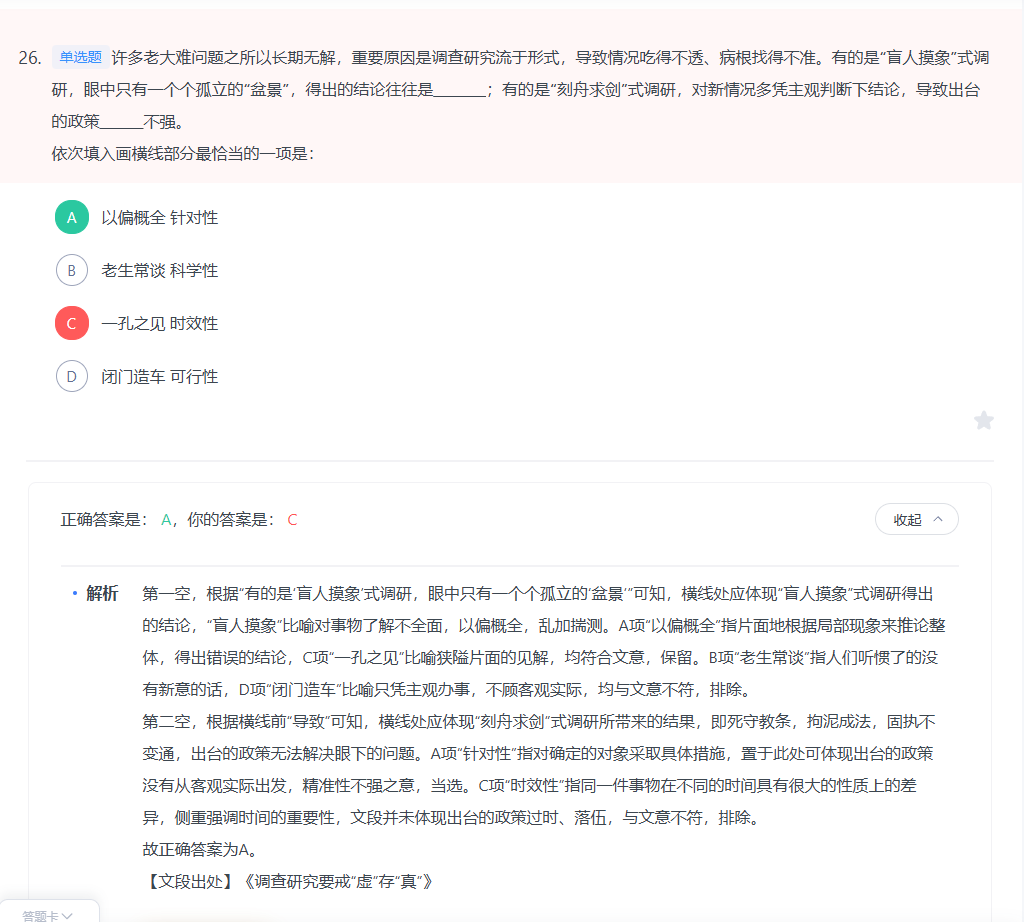 26. 单选题 许多老大难问题之所以长期无解，重要原因是调查研究流于形式，导致情况吃得不透、病根找得不准。有的是“盲人摸象”式调
研，眼中只有一个个孤立的“盆景”，得出的结论往往是______；有的是“刻舟求剑”式调研，对新情况多凭主观判断下结论，导致出台
的政策_____不强。
依次填入画横线部分最恰当的一项是：
A 以偏概全 针对性
B 老生常谈 科学性
C 一孔之见 时效性
D 闭门造车 可行性
正确答案是： A，你的答案是： C
收起
解析 第一空，根据“有的是‘盲人摸象’式调研，眼中只有一个个孤立的‘盆景’”可知，横线处应体现“盲人摸象”式调研得出
的结论，“盲人摸象”比喻对事物了解不全面，以偏概全，乱加揣测。A项“以偏概全”指片面地根据局部现象来推论整
体，得出错误的结论，C项“一孔之见”比喻狭隘片面的见解，均符合文意，保留。B项“老生常谈”指人们听惯了的没
有新意的话，D项“闭门造车”比喻只凭主观办事，不顾客观实际，均与文意不符，排除。
第二空，根据横线前“导致”可知，横线处应体现“刻舟求剑”式调研所带来的结果，即死守教条，拘泥成法，固执不
变通，出台的政策无法解决眼下的问题。A项“针对性”指对确定的对象采取具体措施，置于此处可体现出台的政策
没有从客观实际出发，精准性不强之意，当选。C项“时效性”指同一件事物在不同的时间具有很大的性质上的差
异，侧重强调时间的重要性，文段并未体现出台的政策过时、落伍，与文意不符，排除。
故正确答案为A。
【文段出处】《调查研究要戒“虚”存“真”》
答题卡